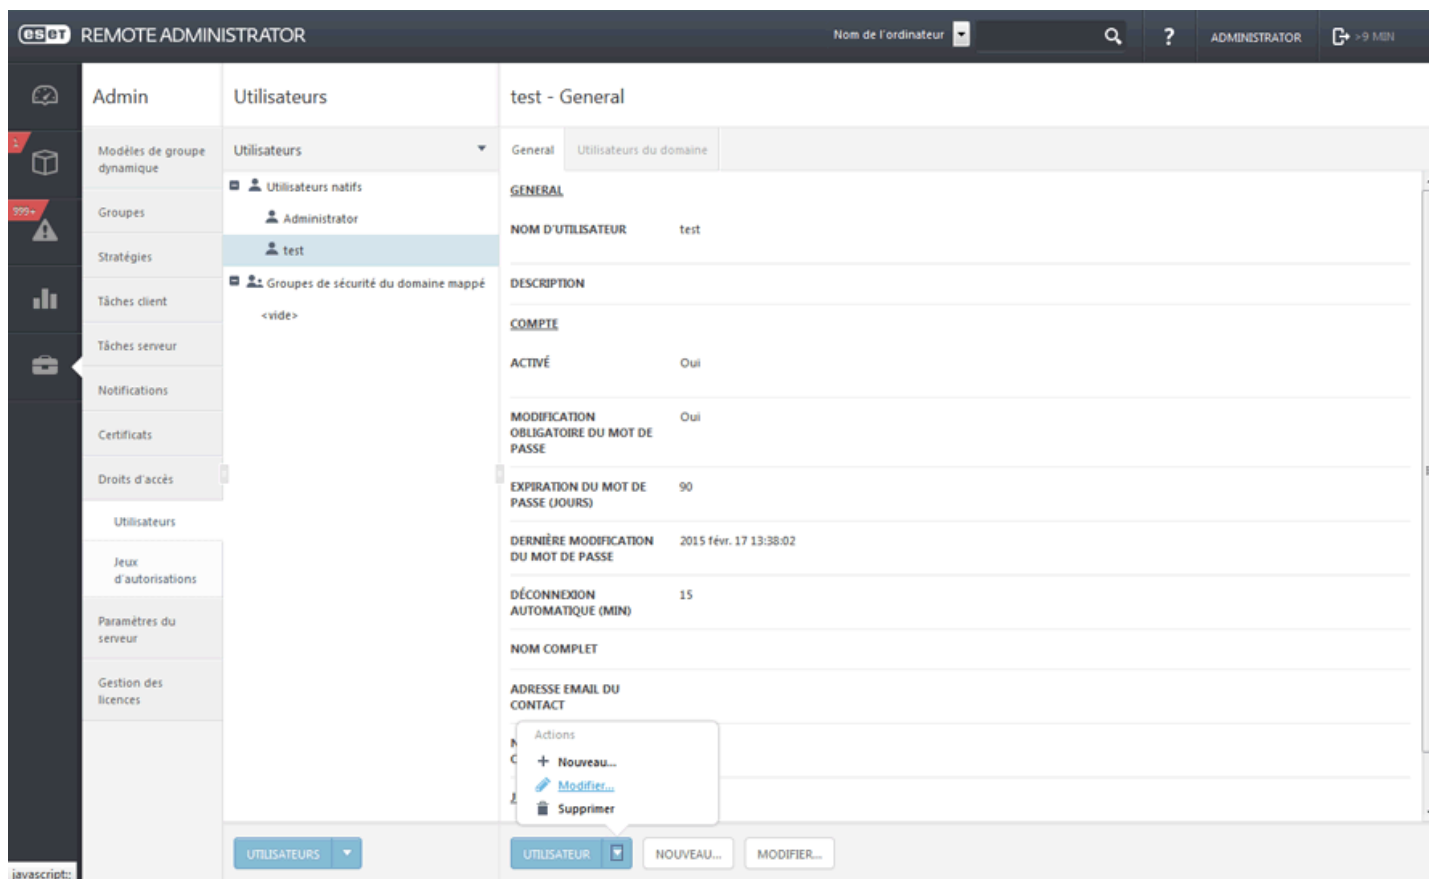 eset REMOTE ADMINISTRATOR
Nom de l'ordinateur
?
ADMINISTRATOR
>9 MIN
Admin
Utilisateurs
test - General
1
999+
Modèles de groupe
dynamique
Groupes
Stratégies
Tâches client
Tâches serveur
Notifications
Certificats
Droits d'accès
Utilisateurs
Jeux
d'autorisations
Paramètres du
serveur
Gestion des
licences
Utilisateurs
Utilisateurs natifs
Administrator
test
Groupes de sécurité du domaine mappé
<vide>
General
Utilisateurs du domaine
GENERAL
NOM D'UTILISATEUR test
DESCRIPTION
COMPTE
ACTIVÉ Oui
MODIFICATION Oui
OBLIGATOIRE DU MOT DE
PASSE
EXPIRATION DU MOT DE 90
PASSE (JOURS)
DERNIÈRE MODIFICATION 2015 févr. 17 13:38:02
DU MOT DE PASSE
DÉCONNEXION 15
AUTOMATIQUE (MIN)
NOM COMPLET
ADRESSE EMAIL DU
CONTACT
Actions
Nouveau...
Modifier...
Supprimer
UTILISATEURS
UTILISATEUR
NOUVEAU...
MODIFIER...
javascript:;